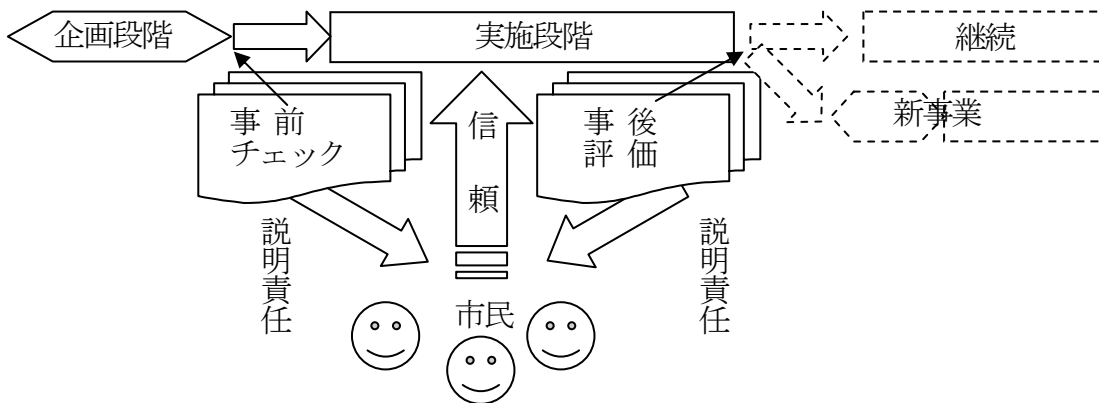 企画段階
実施段階
継続
新事業
事前
チェック
信頼
事後
評価
説明責任
説明責任
市民